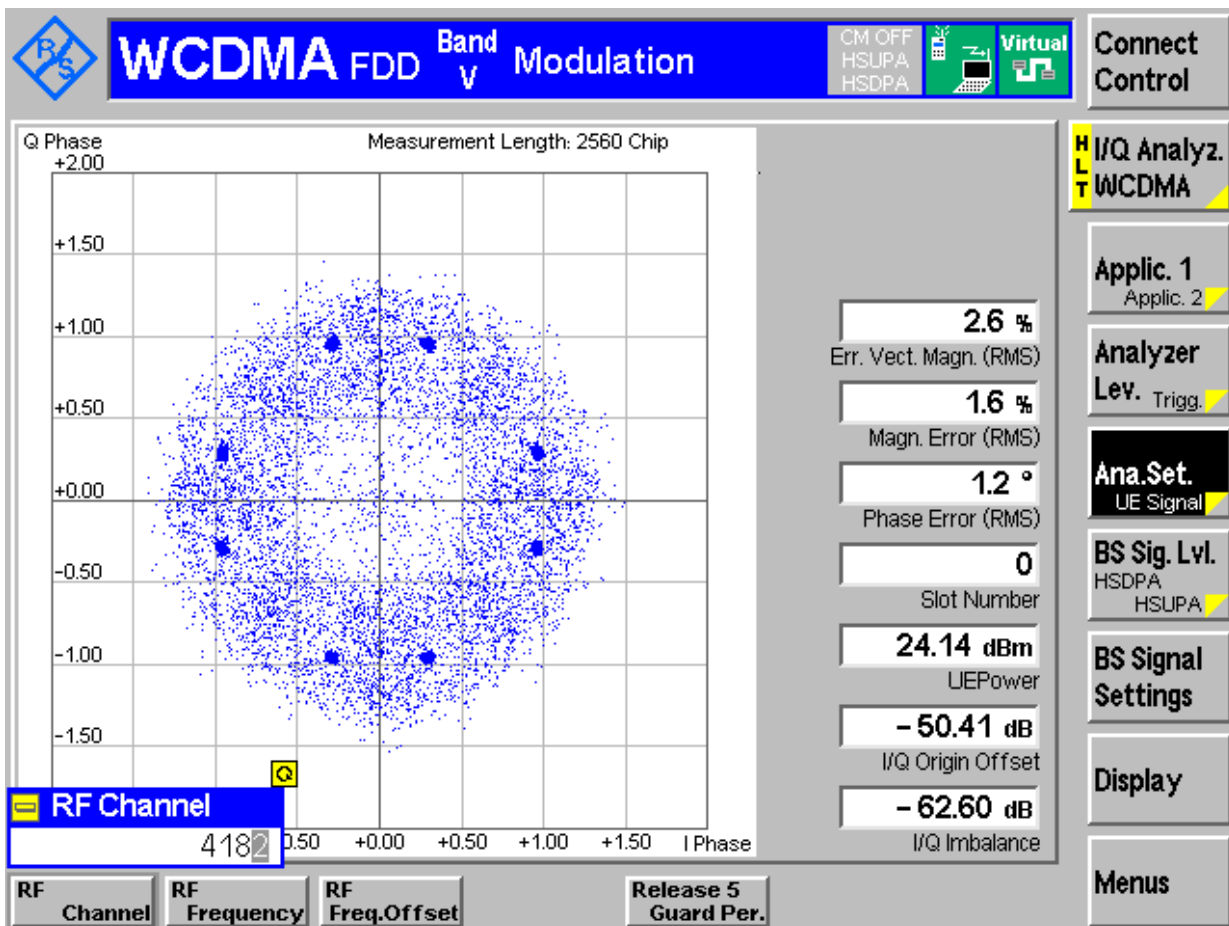 R/S
WCDMA FDD Band V Modulation
CM OFF
HSUPA
HSDPA
Virtual
Connect
Control
Q Phase
Measurement Length: 2560 Chip
+2.00
+1.50
+1.00
+0.50
+0.00
-0.50
-1.00
-1.50
Q
0.50 +0.00 +0.50 +1.00 +1.50 I Phase
RF Channel
4182
2.6 %
Err. Vect. Magn. (RMS)
1.6 %
Magn. Error (RMS)
1.2 °
Phase Error (RMS)
0
Slot Number
24.14 dBm
UEPower
-50.41 dB
I/Q Origin Offset
-62.60 dB
I/Q Imbalance
HLT
I/Q Analyz.
WCDMA
Applic. 1
Applic. 2
Analyzer
Lev. Trigg.
Ana.Set.
UE Signal
BS Sig. Lvl.
HSDPA
HSUPA
BS Signal
Settings
Display
Menus
RF
Channel
RF
Frequency
RF
Freq.Offset
Release 5
Guard Per.